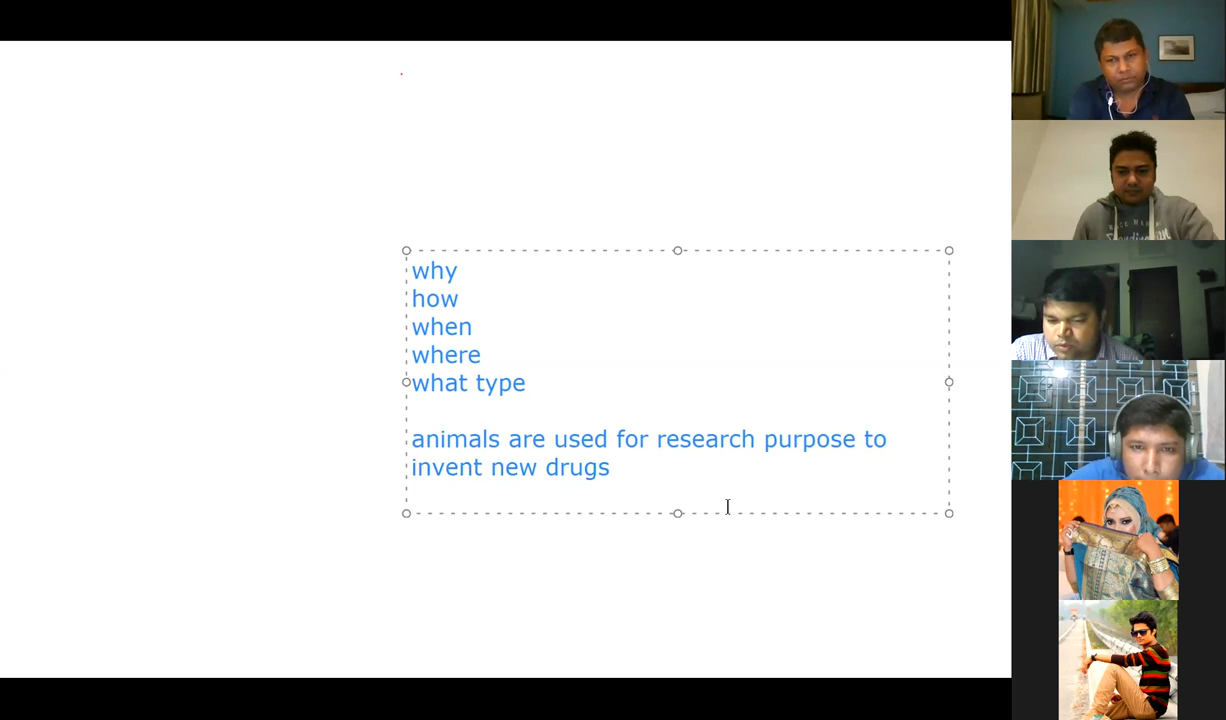 why
how
when
where
what type
animals are used for research purpose to
invent new drugs